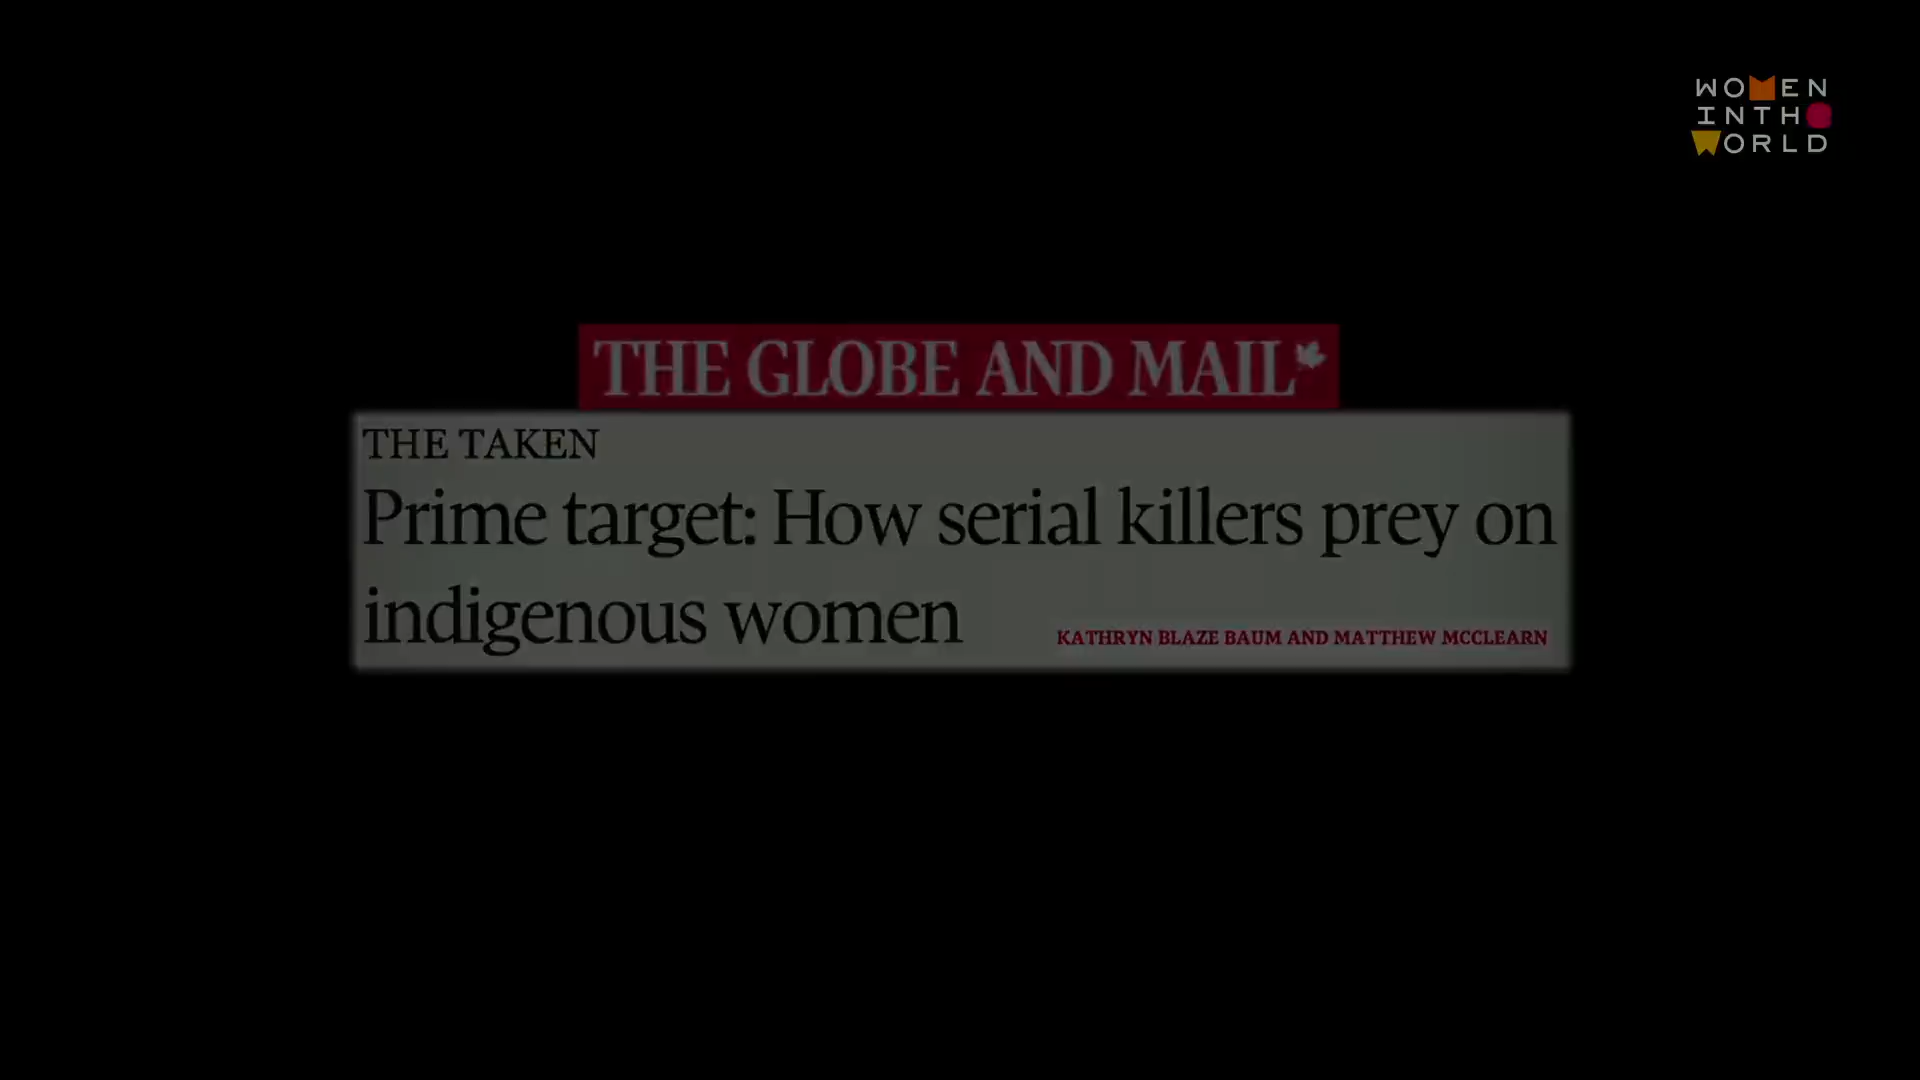 WOMEN
IN THE
WORLD
THE GLOBE AND MAIL*
THE TAKEN
Prime target: How serial killers prey on
indigenous women
KATHRYN BLAZE BAUM AND MATTHEW MCCLEARN